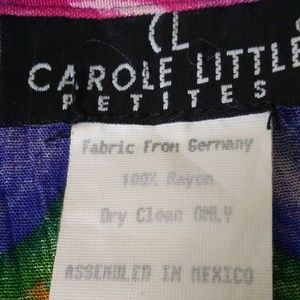 CL
CAROLE LITTLE
PETITES
Fabric From Germany
100% Rayon
Dry Clean ONLY
ASSEMBLED IN MEXICO